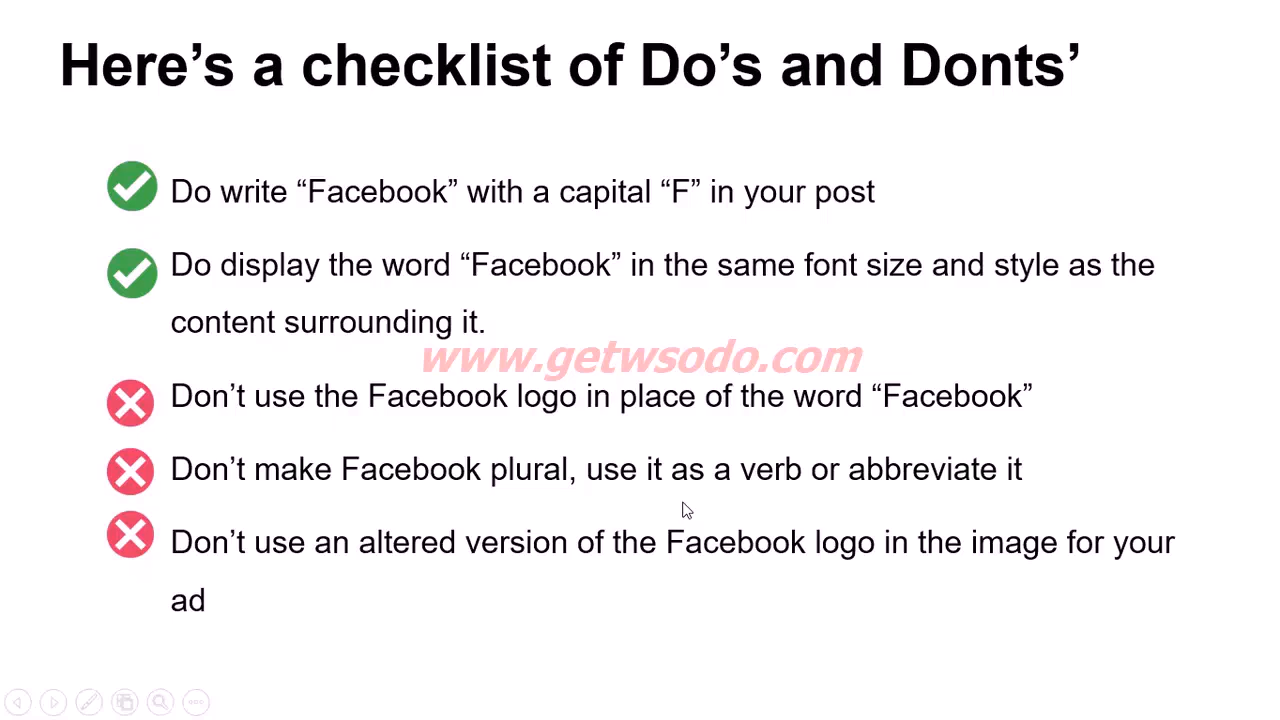 Here’s a checklist of Do’s and Donts’
Do write “Facebook” with a capital “F” in your post
Do display the word “Facebook” in the same font size and style as the
content surrounding it.
www.getwsodo.com
Don’t use the Facebook logo in place of the word “Facebook”
Don’t make Facebook plural, use it as a verb or abbreviate it
Don’t use an altered version of the Facebook logo in the image for your
ad